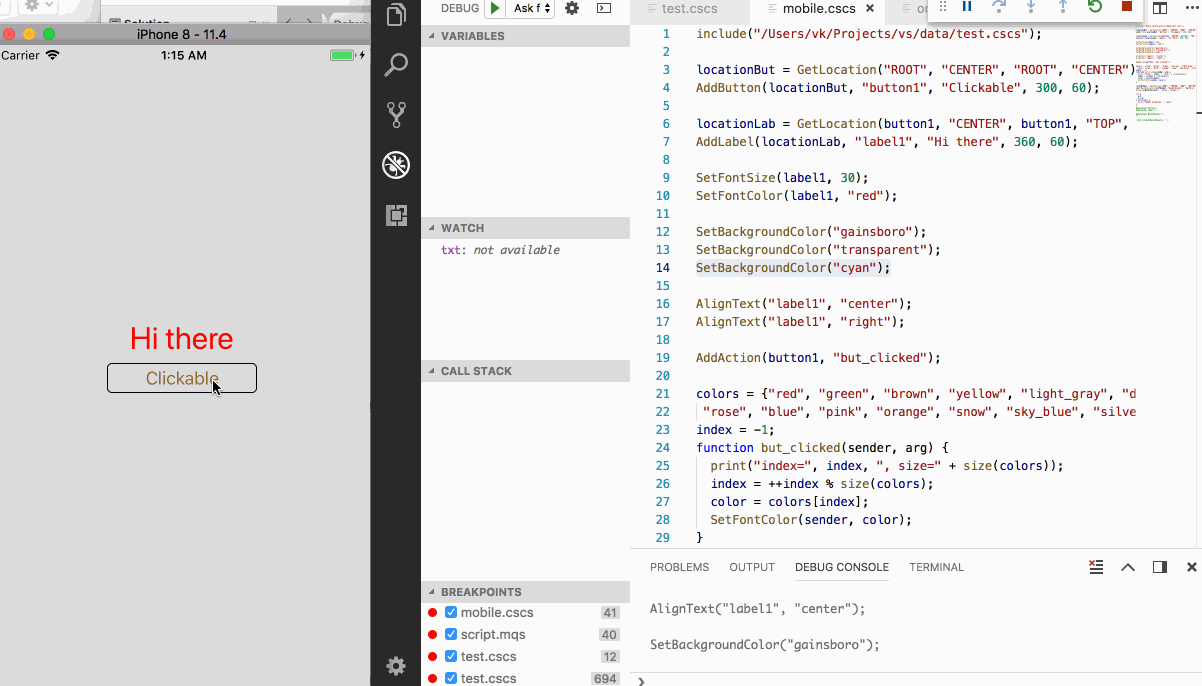 Solution
iPhone 8 - 11.4
Carrier
1:15 AM
Hi there
Clickable
DEBUG
Ask f
VARIABLES
WATCH
txt: not available
CALL STACK
BREAKPOINTS
mobile.cscs 41
script.mqs 40
test.cscs 12
test.cscs 694
test.cscs
mobile.cscs
1 include("/Users/vk/Projects/vs/data/test.cscs");
2
3 locationBut = GetLocation("ROOT", "CENTER", "ROOT", "CENTER")
4 AddButton(locationBut, "button1", "Clickable", 300, 60);
5
6 locationLab = GetLocation(button1, "CENTER", button1, "TOP",
7 AddLabel(locationLab, "label1", "Hi there", 360, 60);
8
9 SetFontSize(label1, 30);
10 SetFontColor(label1, "red");
11
12 SetBackgroundColor("gainsboro");
13 SetBackgroundColor("transparent");
14 SetBackgroundColor("cyan");
15
16 AlignText("label1", "center");
17 AlignText("label1", "right");
18
19 AddAction(button1, "but_clicked");
20
21 colors = {"red", "green", "brown", "yellow", "light_gray", "d
22 "rose", "blue", "pink", "orange", "snow", "sky_blue", "silve
23 index = -1;
24 function but_clicked(sender, arg) {
25 print("index=", index, ", size=" + size(colors));
26 index = ++index % size(colors);
27 color = colors[index];
28 SetFontColor(sender, color);
29 }
PROBLEMS OUTPUT DEBUG CONSOLE TERMINAL
AlignText("label1", "center");
SetBackgroundColor("gainsboro");